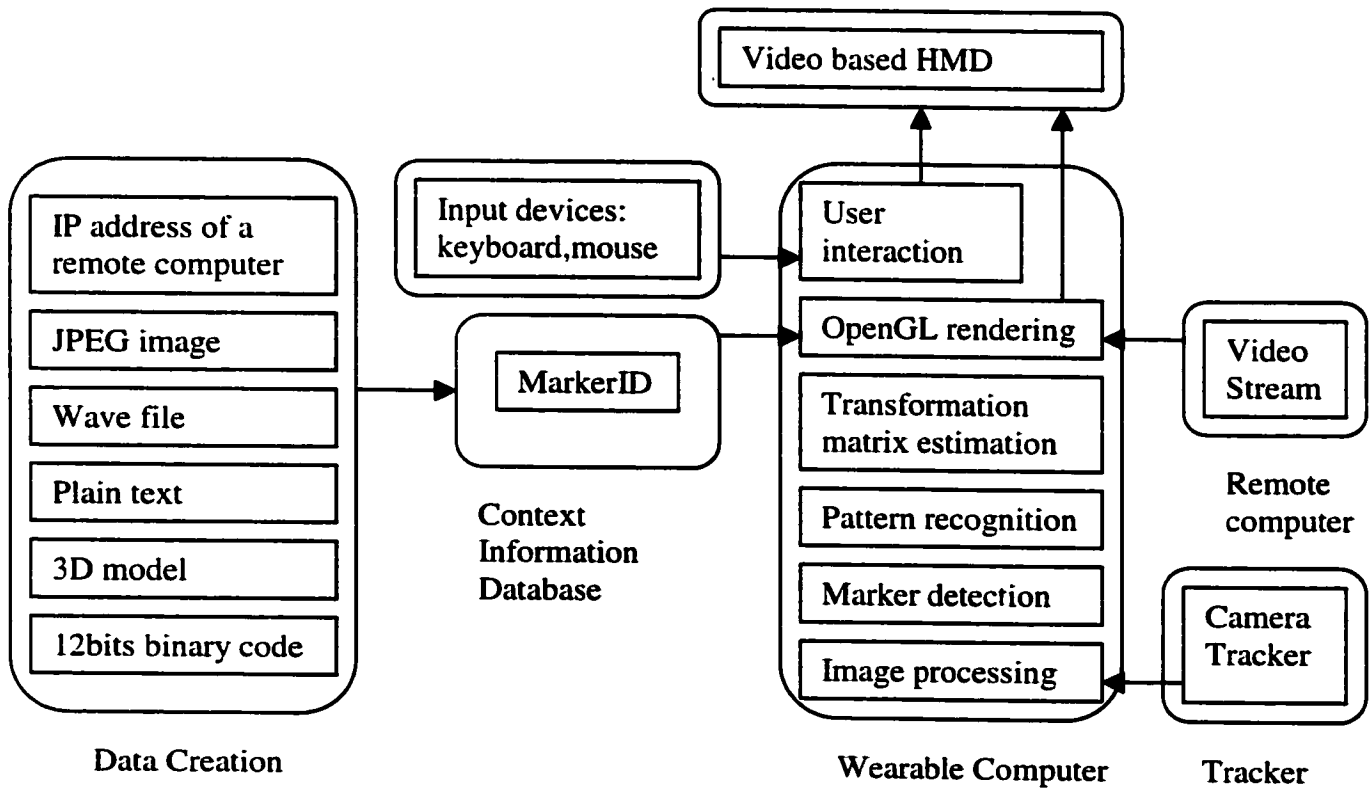 Video based HMD
IP address of a
remote computer
JPEG image
Wave file
Plain text
3D model
12bits binary code
Data Creation
Input devices:
keyboard,mouse
MarkerID
Context
Information
Database
User
interaction
OpenGL rendering
Transformation
matrix estimation
Pattern recognition
Marker detection
Image processing
Wearable Computer
Video
Stream
Remote
computer
Camera
Tracker
Tracker